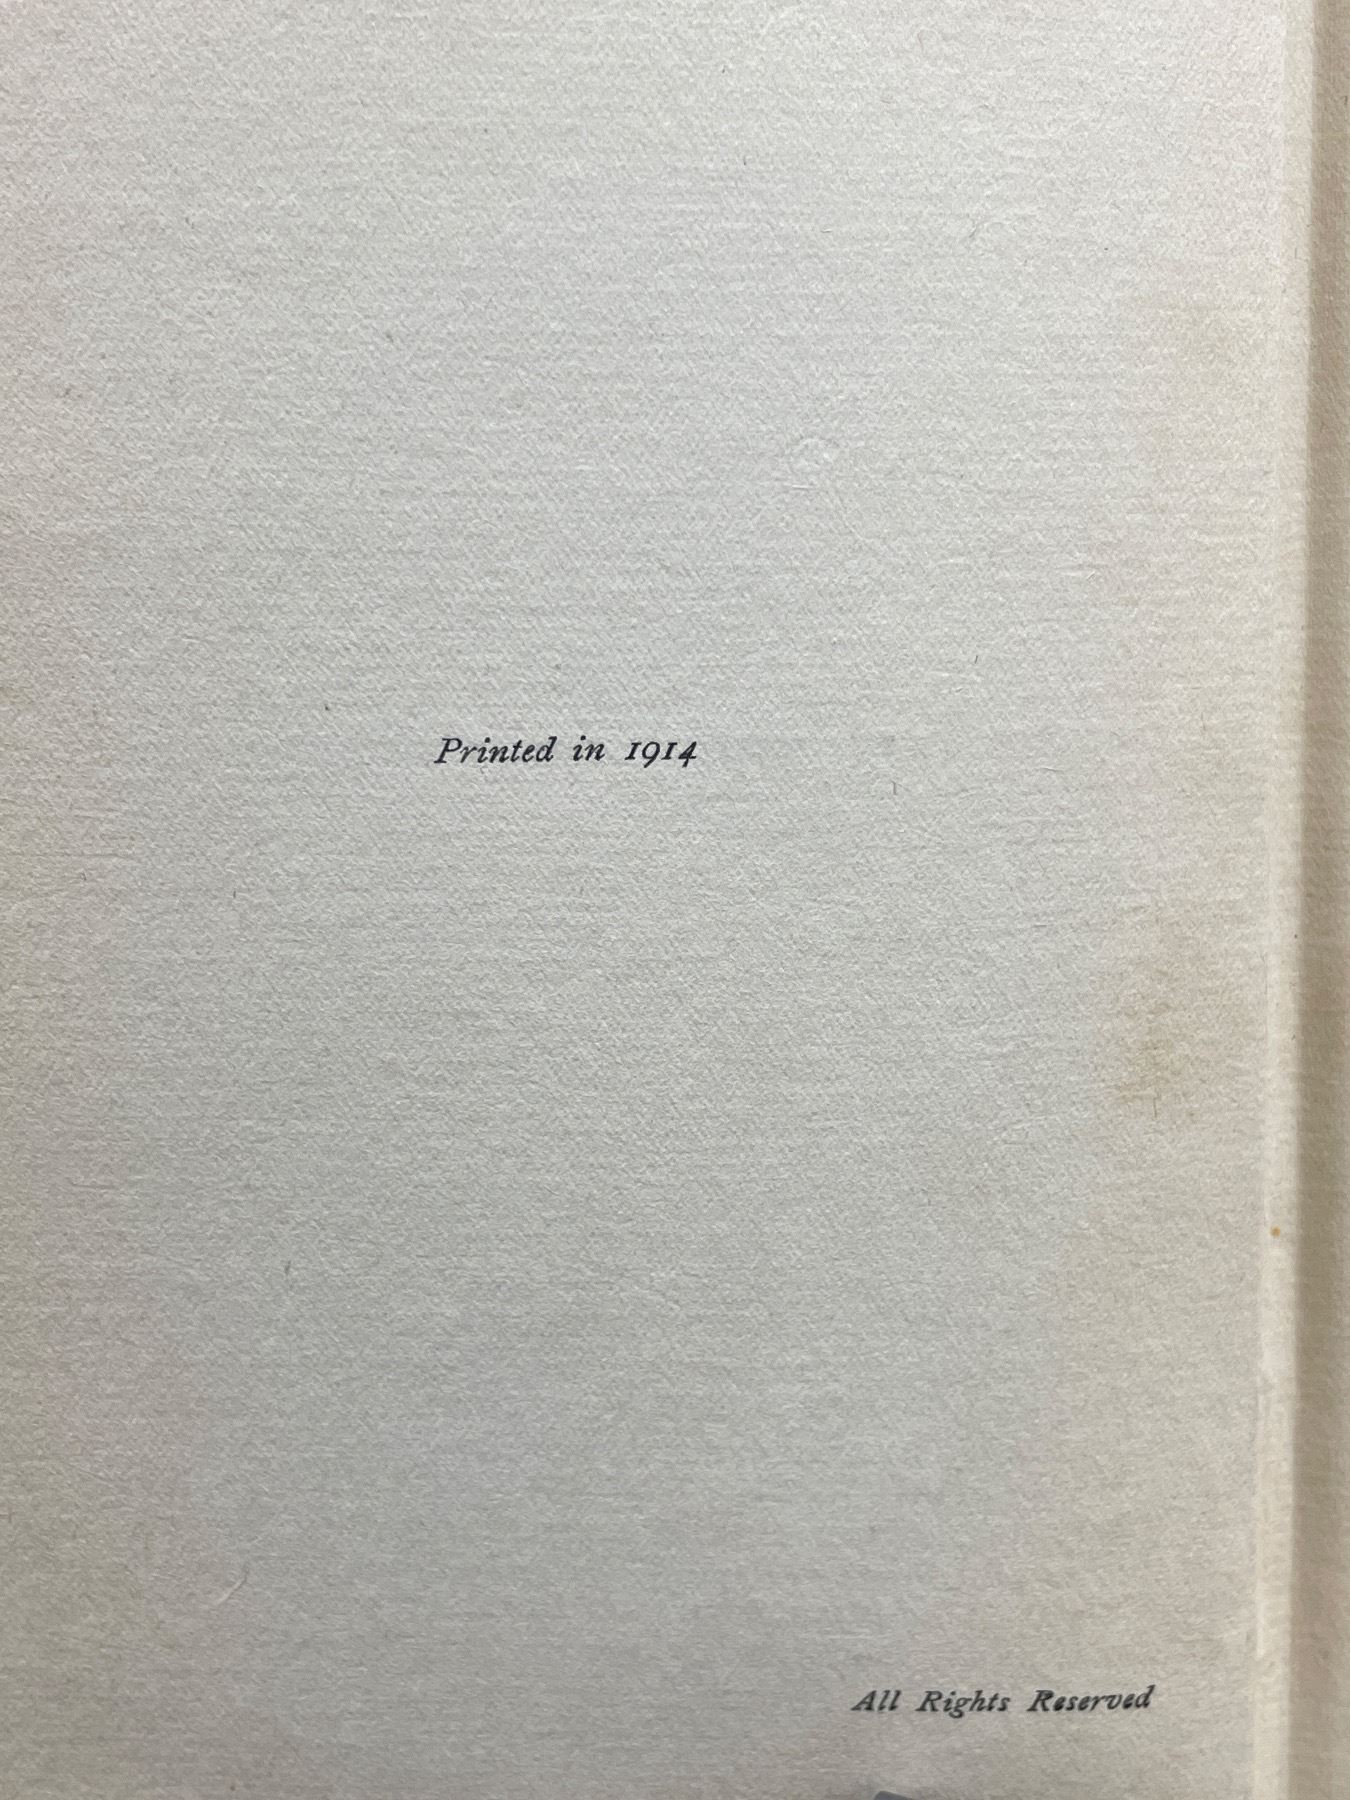 Printed in 1914
All Rights Reserved